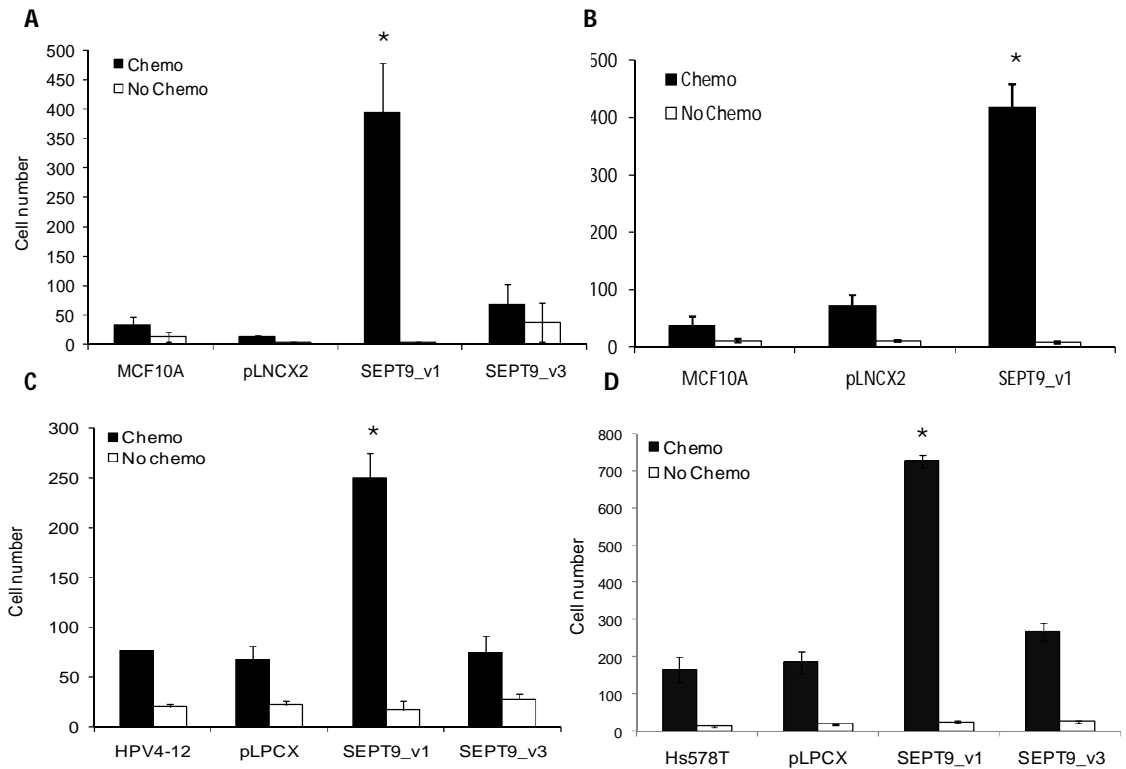 A
*
Chemo
No Chemo
500
450
400
350
300
250
200
150
100
50
0
Cell number
MCF10A pLNCX2 SEPT9_v1 SEPT9_v3
B
*
Chemo
No Chemo
500
400
300
200
100
0
MCF10A pLNCX2 SEPT9_v1
C
*
Chemo
No chemo
300
250
200
150
100
50
0
Cell number
HPV4-12 pLPCX SEPT9_v1 SEPT9_v3
D
*
Chemo
No Chemo
800
700
600
500
400
300
200
100
0
Cell number
Hs578T pLPCX SEPT9_v1 SEPT9_v3